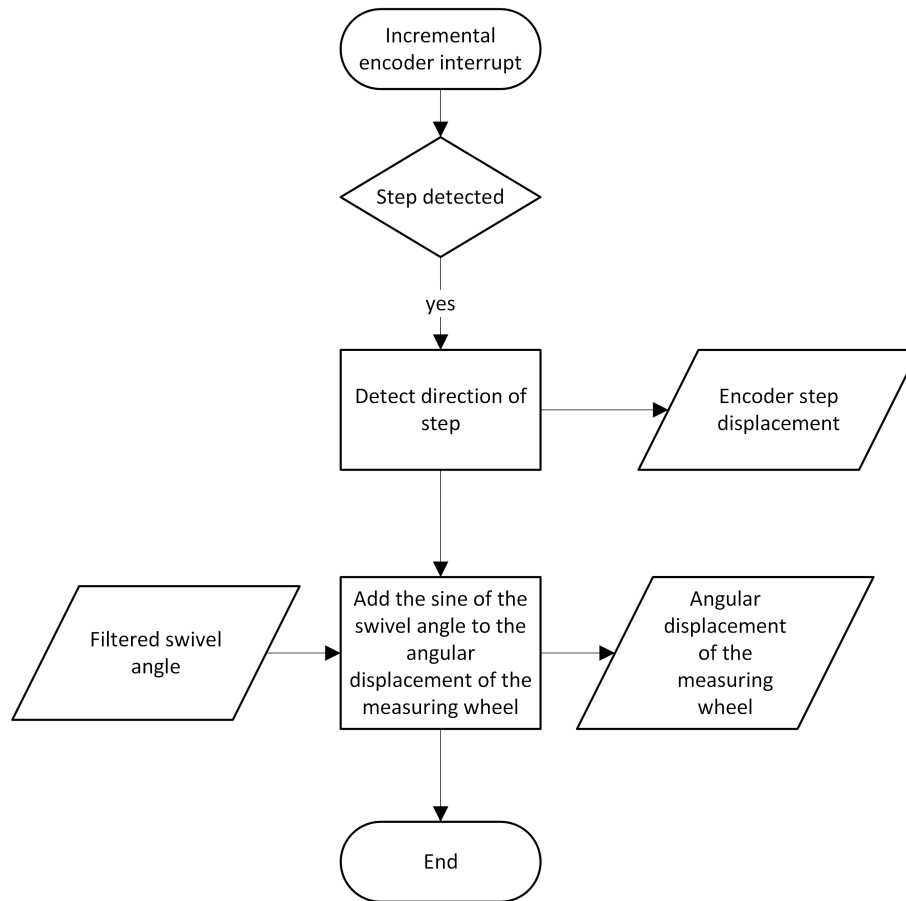 Incremental
encoder interrupt
Step detected
yes
Detect direction of
step
Encoder step
displacement
Filtered swivel
angle
Add the sine of the
swivel angle to the
angular
displacement of the
measuring wheel
Angular
displacement
of the
measuring
wheel
End